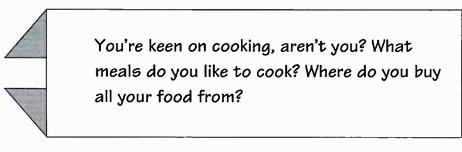 You're keen on cooking, aren't you? What
meals do you like to cook? Where do you buy
all your food from?